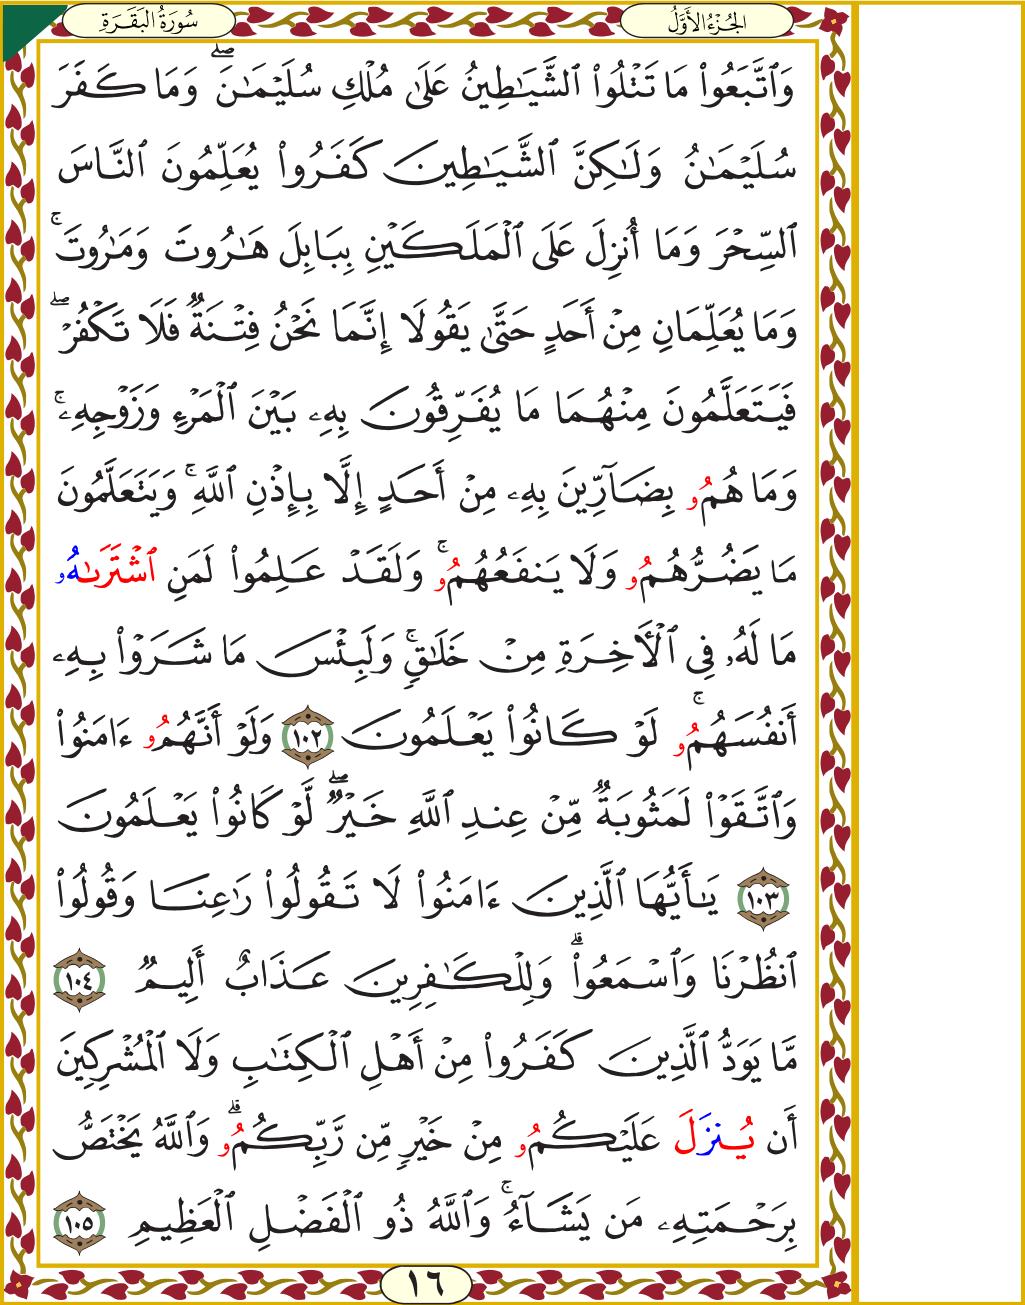 الجُزْءُ الأَوَّلُ
سُورَةُ البَقَرَةِ
وَٱتَّبَعُوا۟ مَا تَتْلُوا۟ ٱلشَّيَـٰطِينُ عَلَىٰ مُلْكِ سُلَيْمَـٰنَ ۖ وَمَا كَفَرَ
سُلَيْمَـٰنُ وَلَـٰكِنَّ ٱلشَّيَـٰطِينَ كَفَرُوا۟ يُعَلِّمُونَ ٱلنَّاسَ
ٱلسِّحْرَ وَمَا أُنزِلَ عَلَى ٱلْمَلَكَيْنِ بِبَابِلَ هَـٰرُوتَ وَمَـٰرُوتَ ۚ
وَمَا يُعَلِّمَانِ مِنْ أَحَدٍ حَتَّىٰ يَقُولَا إِنَّمَا نَحْنُ فِتْنَةٌ فَلَا تَكْفُرْ ۖ
فَيَتَعَلَّمُونَ مِنْهُمَا مَا يُفَرِّقُونَ بِهِۦ بَيْنَ ٱلْمَرْءِ وَزَوْجِهِۦ ۚ
وَمَا هُمُۥ بِضَآرِّينَ بِهِۦ مِنْ أَحَدٍ إِلَّا بِإِذْنِ ٱللَّهِ ۚ وَيَتَعَلَّمُونَ
مَا يَضُرُّهُمُۥ وَلَا يَنفَعُهُمُۥ ۚ وَلَقَدْ عَلِمُوا۟ لَمَنِ ٱشْتَرَىٰهُۥ
مَا لَهُۥ فِى ٱلْـَٔاخِرَةِ مِنْ خَلَـٰقٍ ۚ وَلَبِئْسَ مَا شَرَوْا۟ بِهِۦ
أَنفُسَهُمُۥ ۚ لَوْ كَانُوا۟ يَعْلَمُونَ ١٠٢ وَلَوْ أَنَّهُمُۥ ءَامَنُوا۟
وَٱتَّقَوْا۟ لَمَثُوبَةٌ مِّنْ عِندِ ٱللَّهِ خَيْرٌ ۖ لَّوْ كَانُوا۟ يَعْلَمُونَ
١٠٣ يَـٰأَيُّهَا ٱلَّذِينَ ءَامَنُوا۟ لَا تَقُولُوا۟ رَٰعِنَا وَقُولُوا۟
ٱنظُرْنَا وَٱسْمَعُوا۟ ۗ وَلِلْكَـٰفِرِينَ عَذَابٌ أَلِيمٌ ١٠٤
مَّا يَوَدُّ ٱلَّذِينَ كَفَرُوا۟ مِنْ أَهْلِ ٱلْكِتَـٰبِ وَلَا ٱلْمُشْرِكِينَ
أَن يُنزَلَ عَلَيْكُمُۥ مِنْ خَيْرٍ مِّن رَّبِّكُمُۥ ۗ وَٱللَّهُ يَخْتَصُّ
بِرَحْمَتِهِۦ مَن يَشَآءُ ۚ وَٱللَّهُ ذُو ٱلْفَضْلِ ٱلْعَظِيمِ ١٠٥
١٦